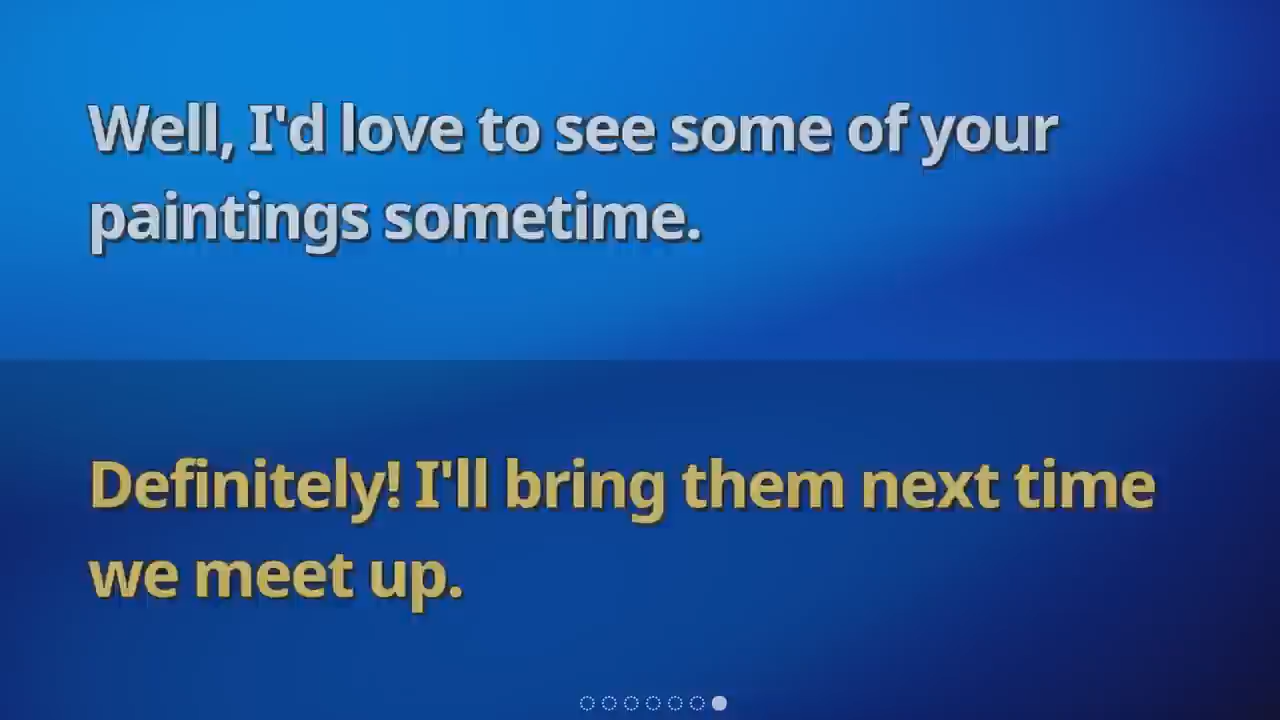 Well, I'd love to see some of your
paintings sometime.
Definitely! I'll bring them next time
we meet up.